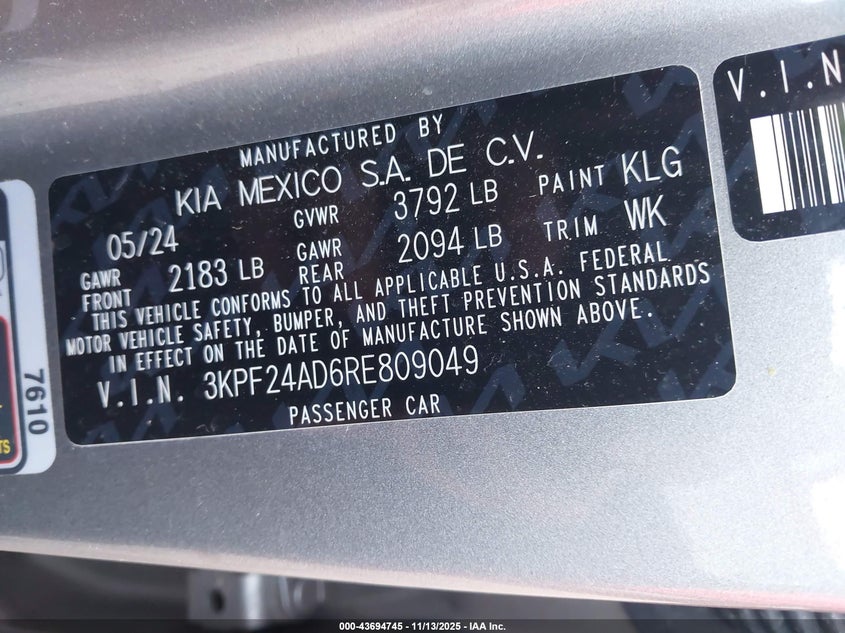 MANUFACTURED BY
KIA MEXICO S.A. DE C.V.
05/24 GVWR 3792 LB PAINT KLG
GAWR FRONT 2183 LB GAWR REAR 2094 LB TRIM WK
THIS VEHICLE CONFORMS TO ALL APPLICABLE U.S.A. FEDERAL
MOTOR VEHICLE SAFETY, BUMPER, AND THEFT PREVENTION STANDARDS
IN EFFECT ON THE DATE OF MANUFACTURE SHOWN ABOVE.
V.I.N. 3KPF24AD6RE809049
PASSENGER CAR
V.I.N
7610
000-43694745 - 11/13/2025 - IAA Inc.